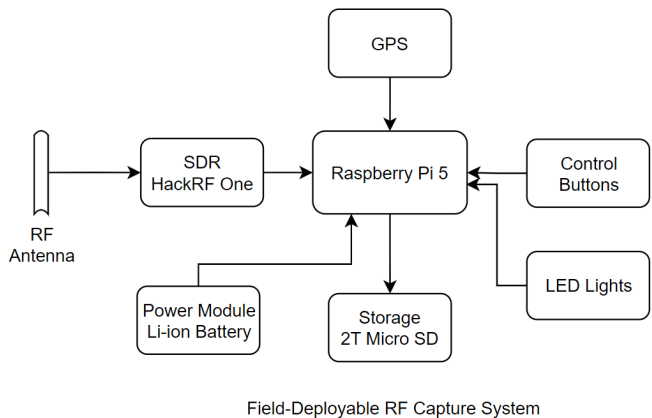 GPS
SDR
HackRF One
Raspberry Pi 5
Control
Buttons
RF
Antenna
LED Lights
Power Module
Li-ion Battery
Storage
2T Micro SD
Field-Deployable RF Capture System